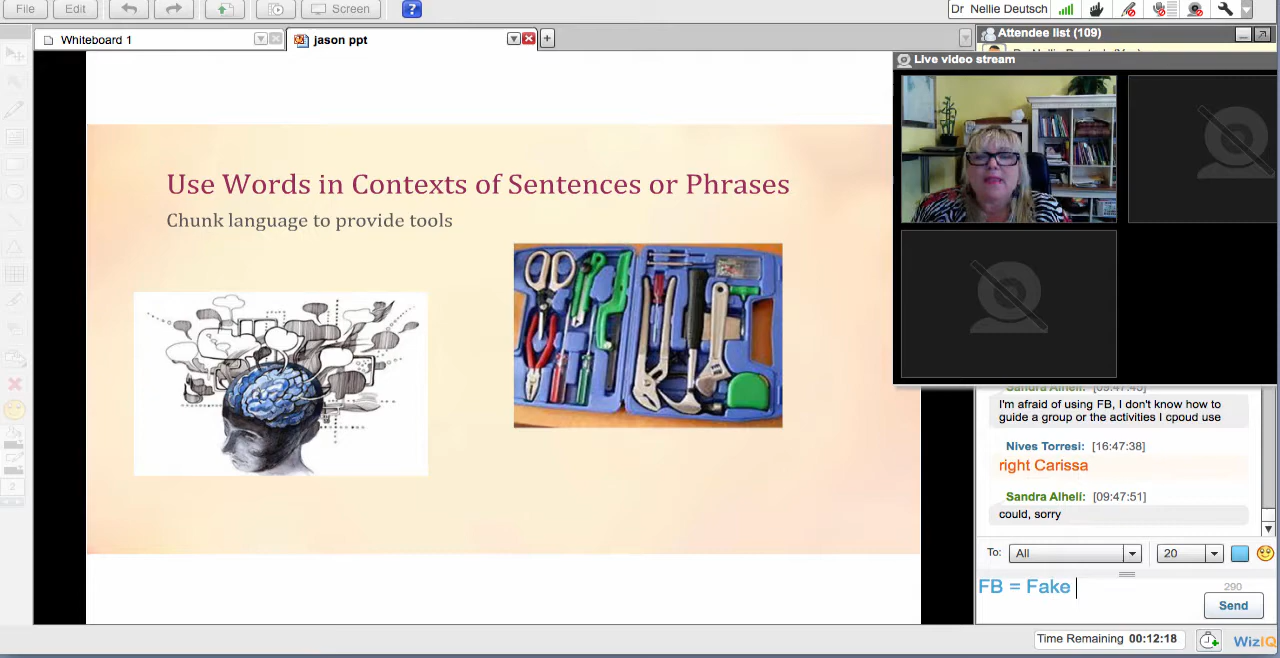 File
Edit
Screen
?
Dr Nellie Deutsch
Whiteboard 1
jason ppt
Attendee list (109)
Live video stream
Use Words in Contexts of Sentences or Phrases
Chunk language to provide tools
2
I'm afraid of using FB, I don't know how to
guide a group or the activities I cpoud use
Nives Torresi: [16:47:38]
right Carissa
Sandra Alheli: [09:47:51]
could, sorry
To: All 20
FB = Fake
290
Send
Time Remaining 00:12:18
WizIQ